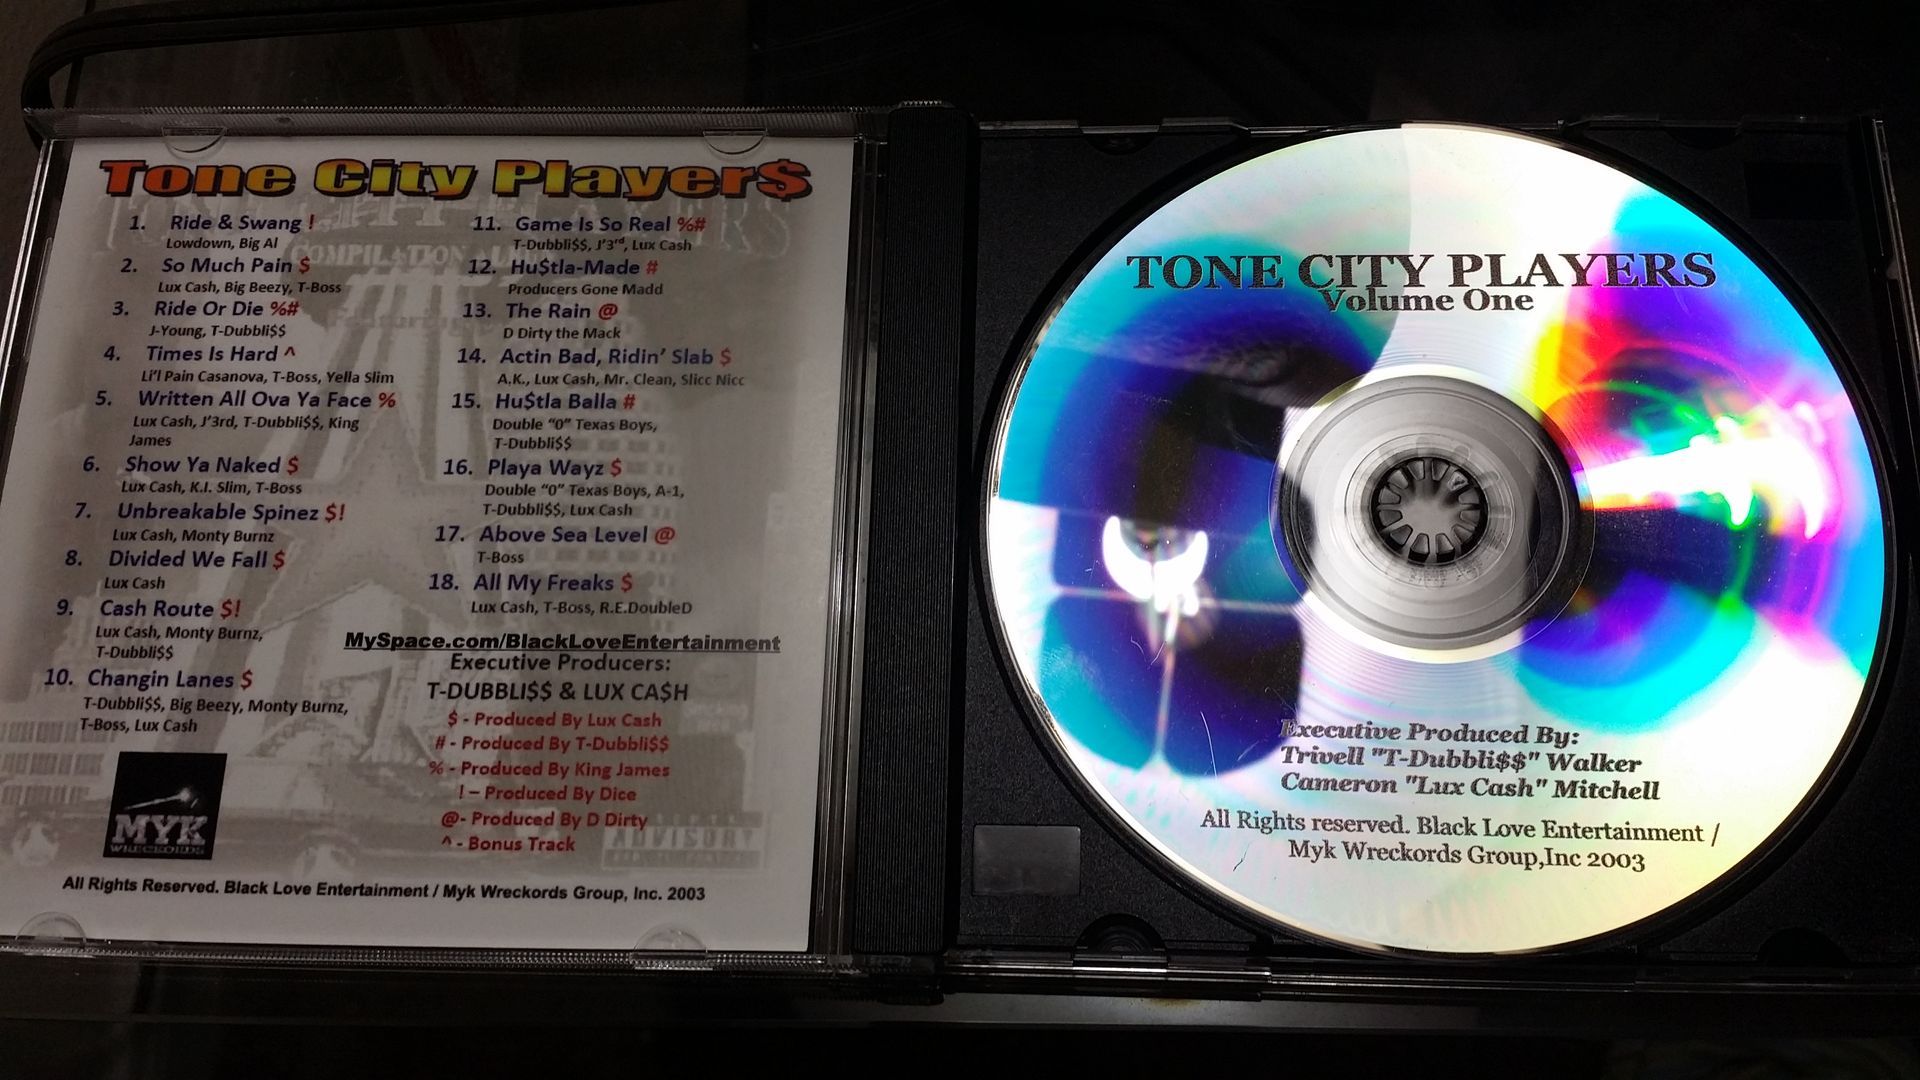 Tone City Player$
1. Ride & Swang !
Lowdown, Big Al
2. So Much Pain $
Lux Cash, Big Beezy, T-Boss
3. Ride Or Die %#
J-Young, T-Dubbli$$
4. Times Is Hard ^
Li'l Pain Casanova, T-Boss, Yella Slim
5. Written All Ova Ya Face %
Lux Cash, J'3rd, T-Dubbli$$, King
James
6. Show Ya Naked $
Lux Cash, K.I. Slim, T-Boss
7. Unbreakable Spinez $!
Lux Cash, Monty Burnz
8. Divided We Fall $
Lux Cash
9. Cash Route $!
Lux Cash, Monty Burnz,
T-Dubbli$$
10. Changin Lanes $
T-Dubbli$$, Big Beezy, Monty Burnz,
T-Boss, Lux Cash
11. Game Is So Real %#
T-Dubbli$$, J'3rd, Lux Cash
12. Hu$tla-Made #
Producers Gone Madd
13. The Rain @
D Dirty the Mack
14. Actin Bad, Ridin' Slab $
A.K., Lux Cash, Mr. Clean, Slicc Nicc
15. Hu$tla Balla #
Double "0" Texas Boys,
T-Dubbli$$
16. Playa Wayz $
Double "0" Texas Boys, A-1,
T-Dubbli$$, Lux Cash
17. Above Sea Level @
T-Boss
18. All My Freaks $
Lux Cash, T-Boss, R.E.DoubleD
MySpace.com/BlackLoveEntertainment
Executive Producers:
T-DUBBLI$$ & LUX CA$H
$ - Produced By Lux Cash
# - Produced By T-Dubbli$$
% - Produced By King James
! – Produced By Dice
@- Produced By D Dirty
^ - Bonus Track
MYK
WRECKORDS
COMPILATION
ADVISORY
All Rights Reserved. Black Love Entertainment / Myk Wreckords Group, Inc. 2003
TONE CITY PLAYERS
Volume One
Executive Produced By:
Trivell "T-Dubbli$$" Walker
Cameron "Lux Cash" Mitchell
All Rights reserved. Black Love Entertainment /
Myk Wreckords Group,Inc 2003